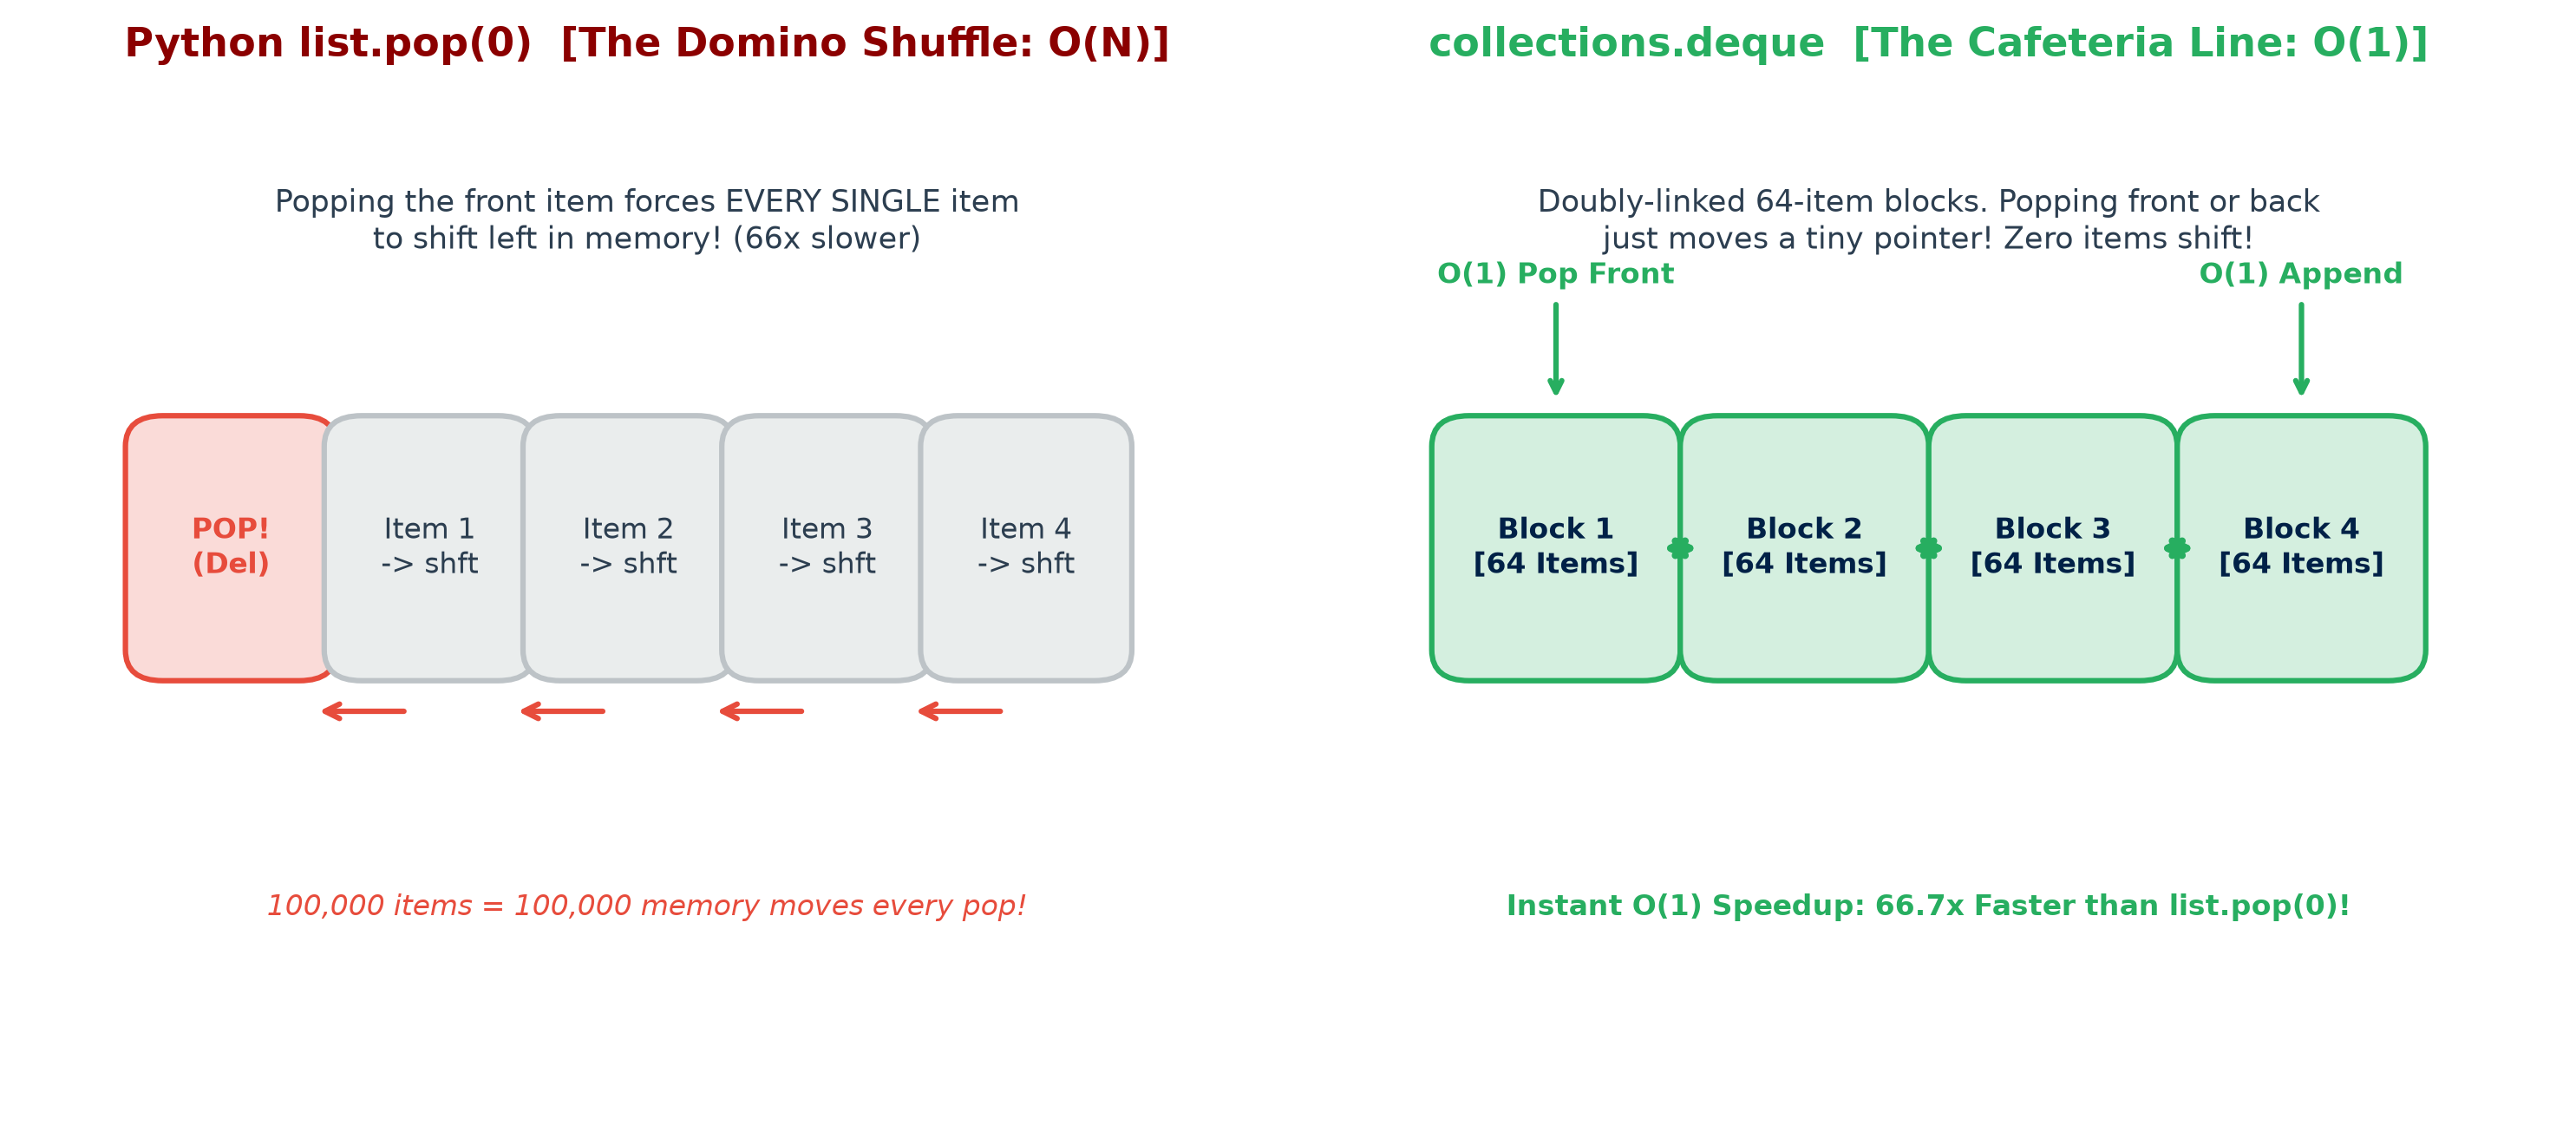 Python list.pop(0)  [The Domino Shuffle: O(N)]
Popping the front item forces EVERY SINGLE item
to shift left in memory! (66x slower)
POP!
(Del)
Item 1
-> shft
Item 2
-> shft
Item 3
-> shft
Item 4
-> shft
100,000 items = 100,000 memory moves every pop!
collections.deque  [The Cafeteria Line: O(1)]
Doubly-linked 64-item blocks. Popping front or back
just moves a tiny pointer! Zero items shift!
O(1) Pop Front
O(1) Append
Block 1
[64 Items]
Block 2
[64 Items]
Block 3
[64 Items]
Block 4
[64 Items]
Instant O(1) Speedup: 66.7x Faster than list.pop(0)!